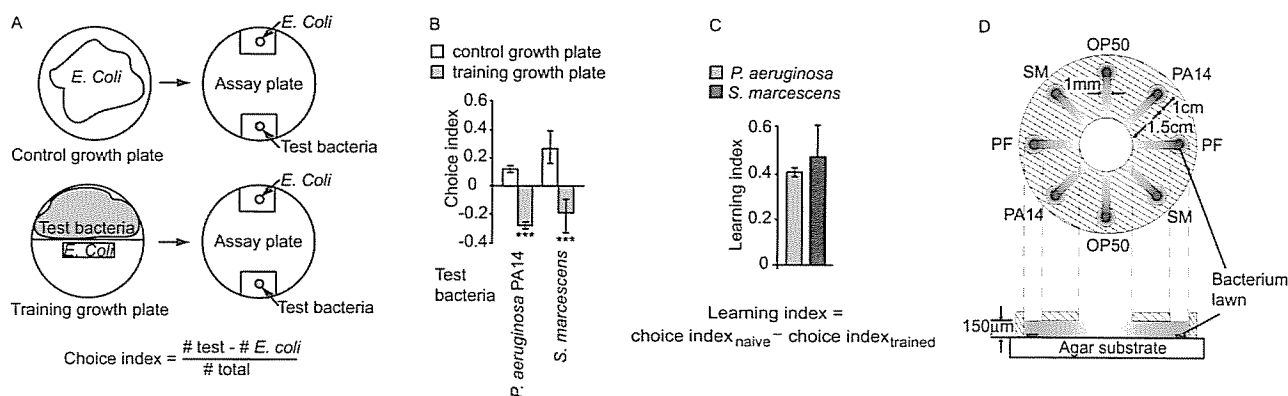 A
E. Coli
E. Coli
Assay plate
Test bacteria
Control growth plate
E. Coli
Test bacteria
E. Coli
Assay plate
Test bacteria
Training growth plate
Choice index = # test - # E. coli
# total
B
control growth plate
training growth plate
Choice index
0.6
0.4
0.2
0
-0.2
-0.4
***
***
Test
bacteria
P. aeruginosa PA14
S. marcescens
C
P. aeruginosa
S. marcescens
Learning index
0.6
0.4
0.2
0
Learning index =
choice index naive - choice index trained
D
OP50
SM
PA14
1mm
1cm
1.5cm
PF
PF
PA14
SM
OP50
Bacterium
lawn
150µm
Agar substrate